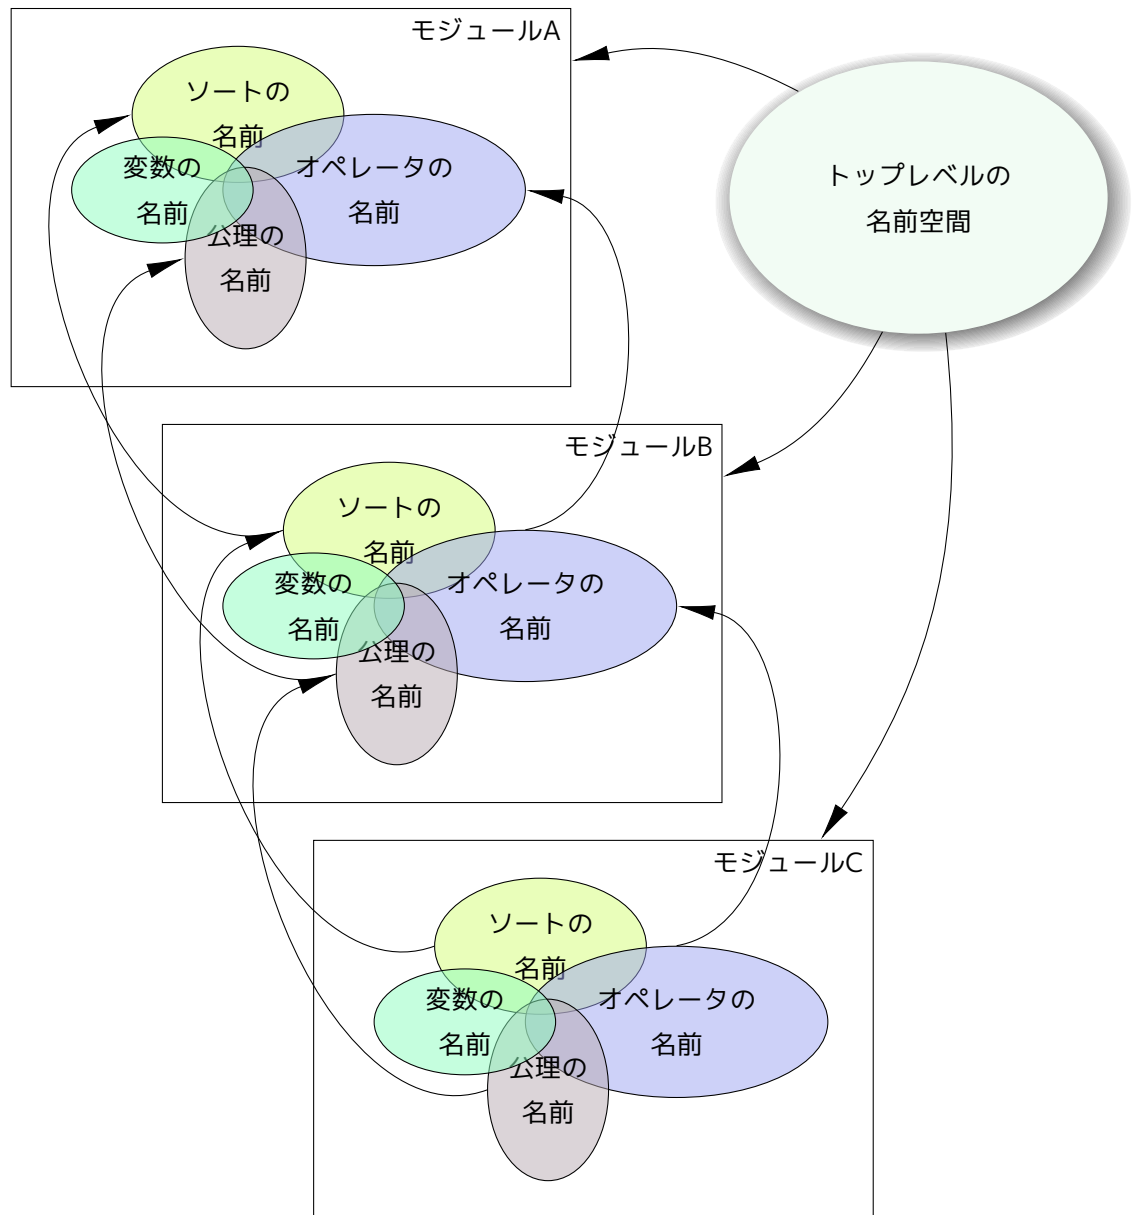 モジュールA
ソートの
名前
変数の
名前
オペレータの
名前
公理の
名前
トップレベルの
名前空間
モジュールB
ソートの
名前
変数の
名前
オペレータの
名前
公理の
名前
モジュールC
ソートの
名前
変数の
名前
オペレータの
名前
公理の
名前